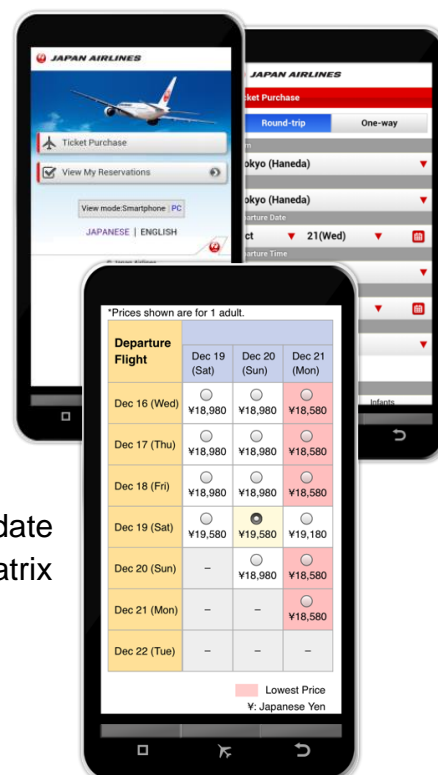 JAPAN AIRLINES
Ticket Purchase
View My Reservations
View mode:Smartphone | PC
JAPANESE | ENGLISH
JAPAN AIRLINES
Purchase
Round-trip One-way
(Haneda)
(Haneda)
Date
21(Wed)
Time
Infants
*Prices shown are for 1 adult.
Departure Flight Dec 19 (Sat) Dec 20 (Sun) Dec 21 (Mon)
Dec 16 (Wed) ¥18,980 ¥18,980 ¥18,580
Dec 17 (Thu) ¥18,980 ¥18,980 ¥18,580
Dec 18 (Fri) ¥18,980 ¥18,980 ¥18,580
Dec 19 (Sat) ¥19,580 ¥19,580 ¥19,180
Dec 20 (Sun) – ¥18,980 ¥18,580
Dec 21 (Mon) – – ¥18,580
Dec 22 (Tue) – – –
Lowest Price
¥: Japanese Yen
date
atrix